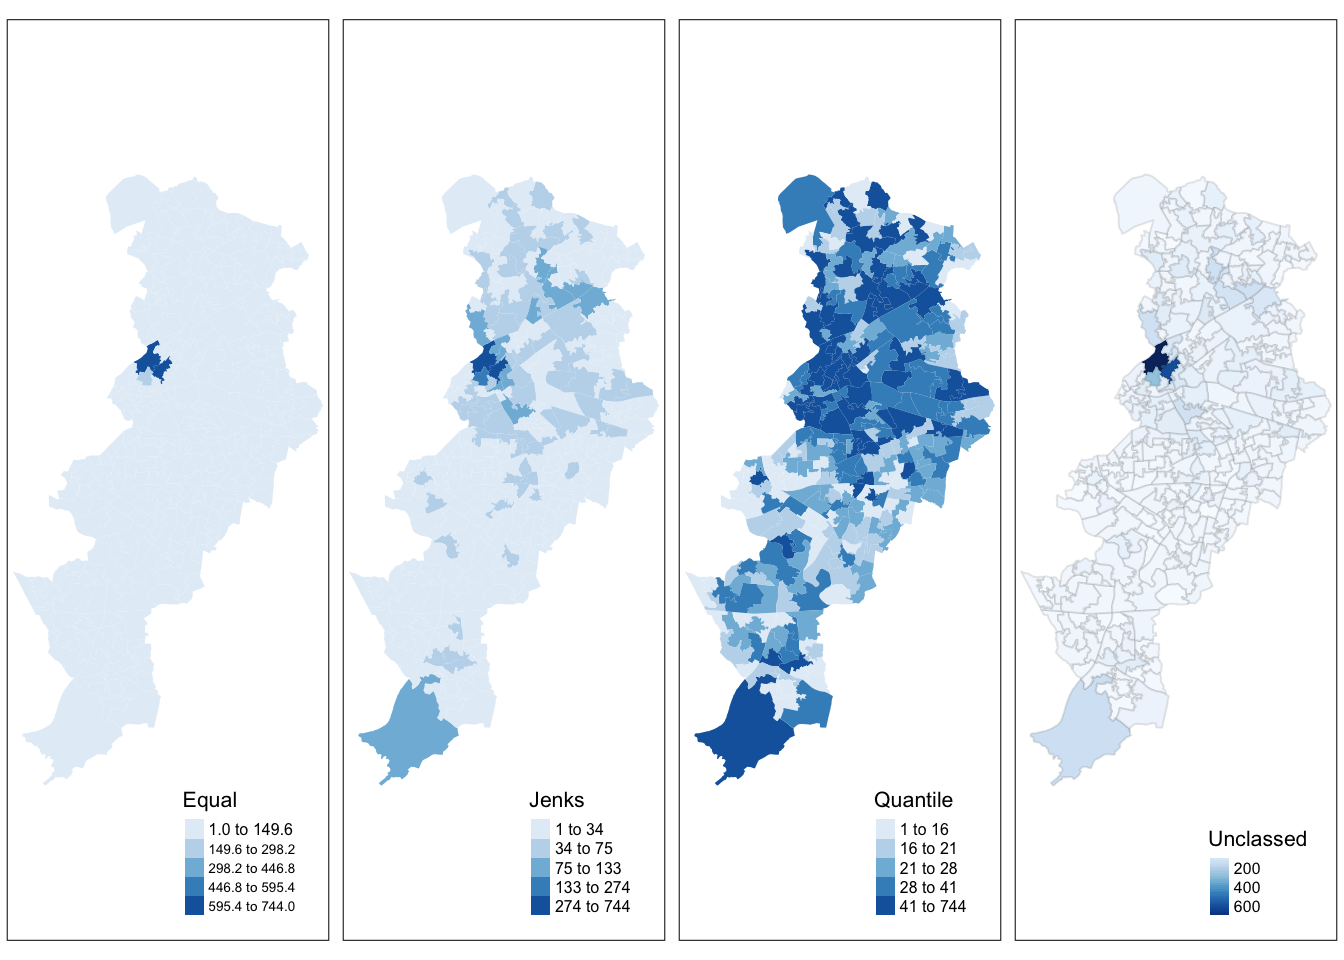 Equal
1.0 to 149.6
149.6 to 298.2
298.2 to 446.8
446.8 to 595.4
595.4 to 744.0
Jenks
1 to 34
34 to 75
75 to 133
133 to 274
274 to 744
Quantile
1 to 16
16 to 21
21 to 28
28 to 41
41 to 744
Unclassed
200
400
600